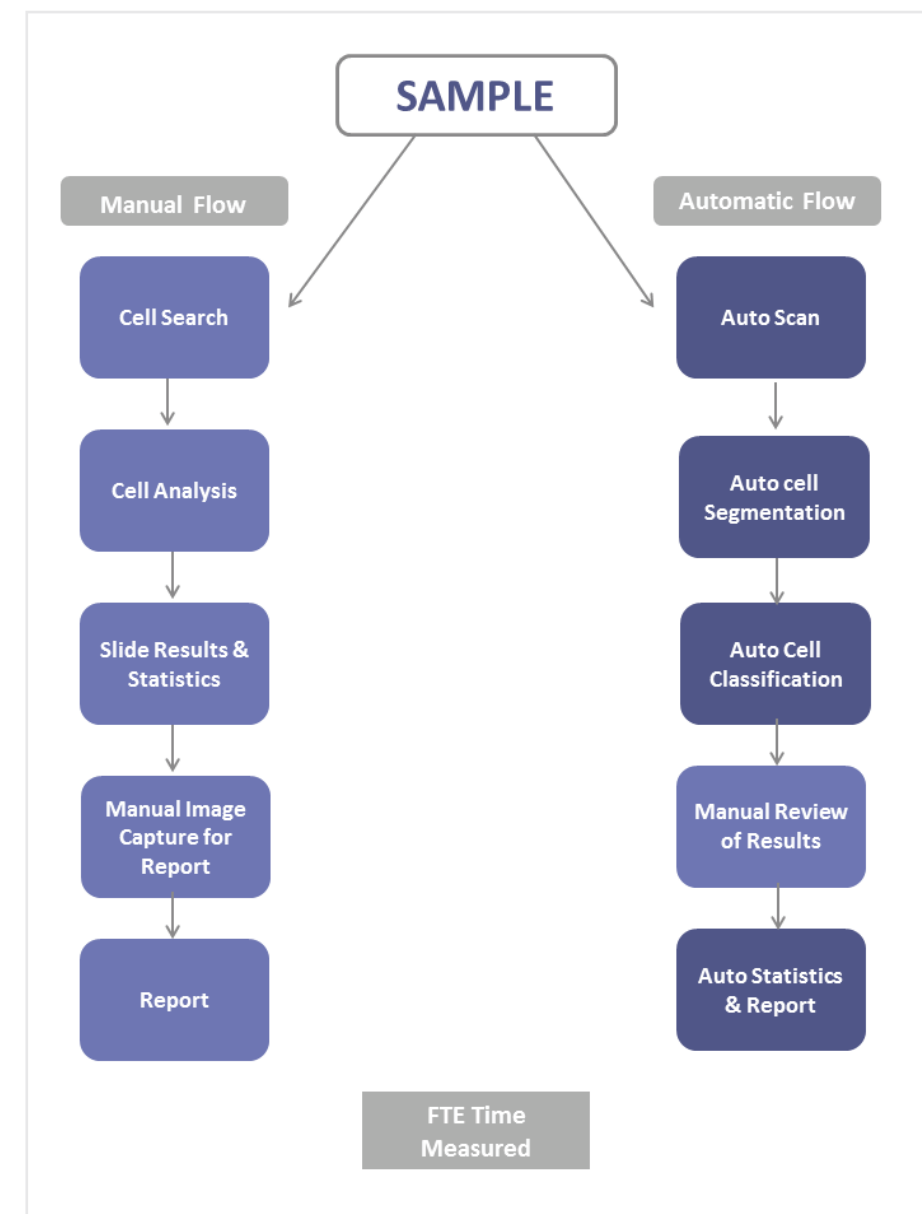 SAMPLE
Manual Flow
Cell Search
Cell Analysis
Slide Results &
Statistics
Manual Image
Capture for
Report
Report
Automatic Flow
Auto Scan
Auto cell
Segmentation
Auto Cell
Classification
Manual Review
of Results
Auto Statistics
& Report
FTE Time
Measured